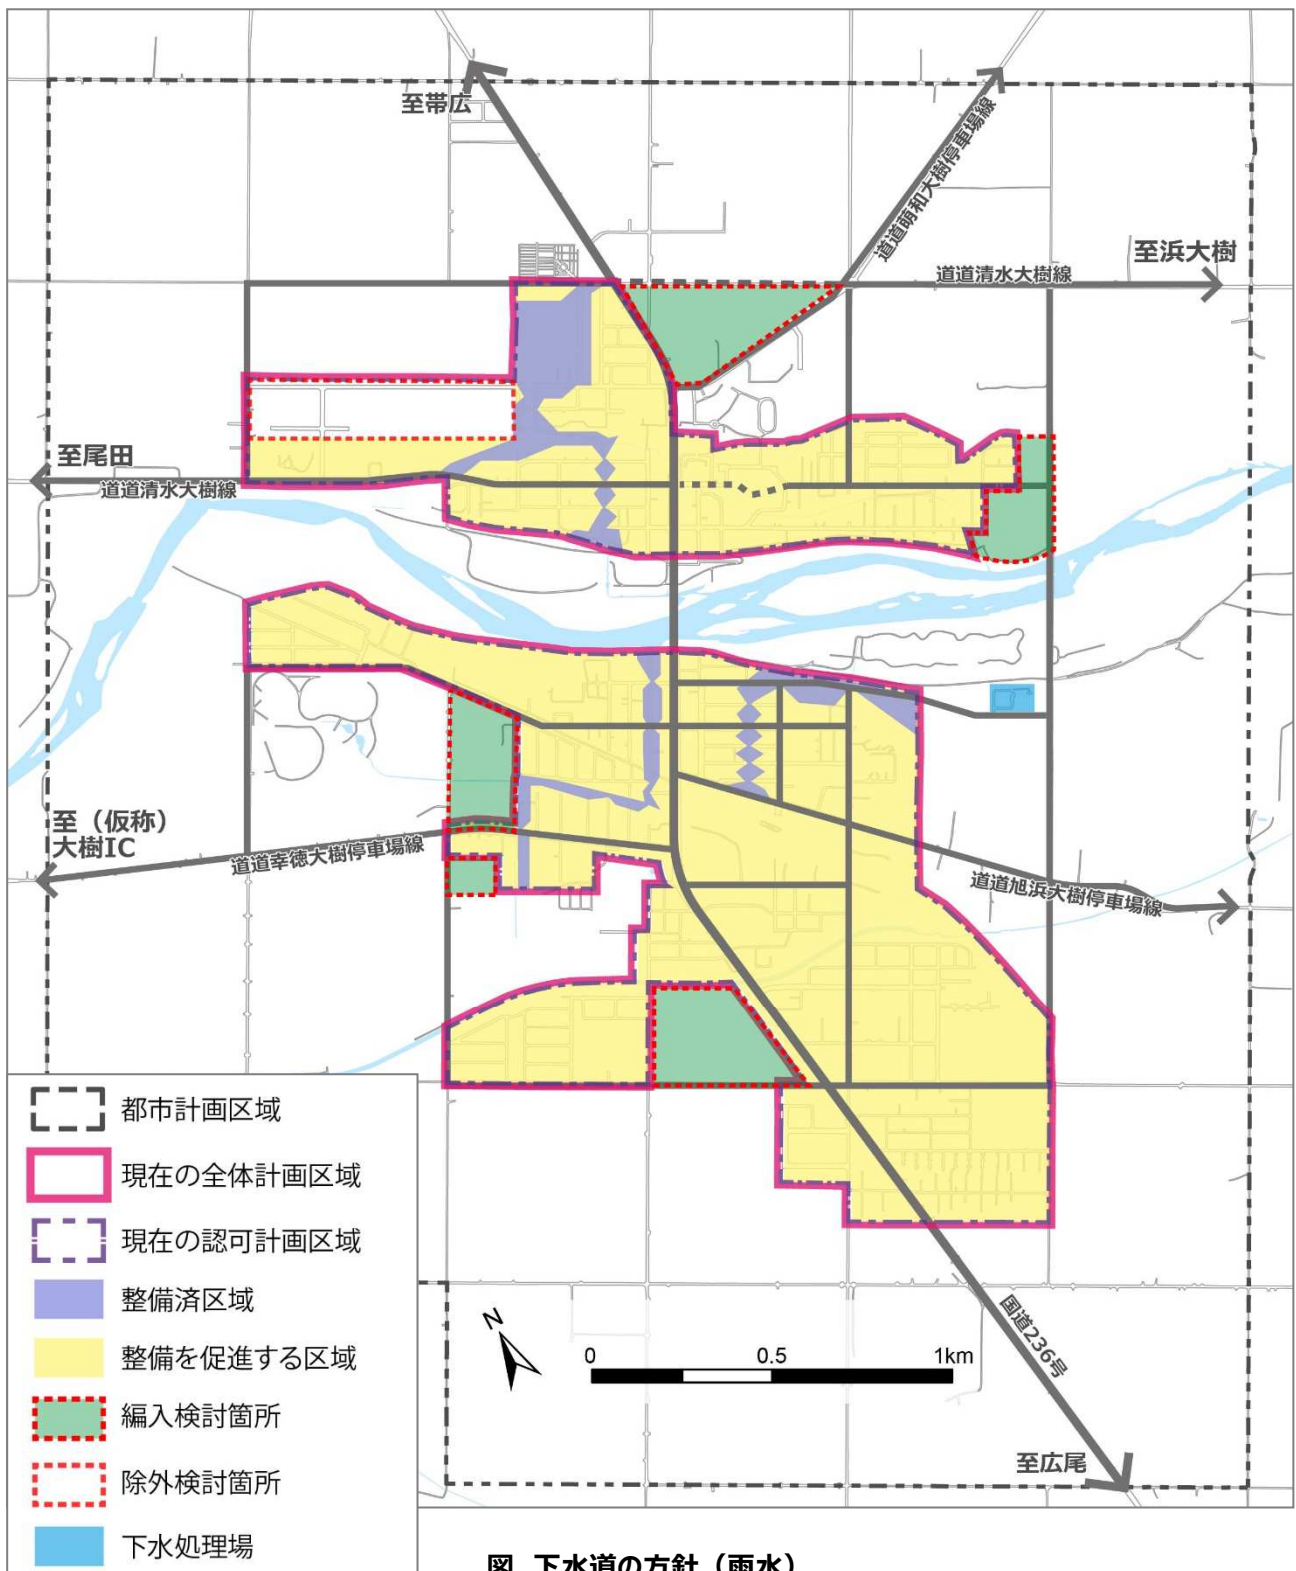 至帯広
道道萌和大樹停車場線
至浜大樹
道道清水大樹線
至尾田
道道清水大樹線
至（仮称）
大樹IC
道道幸徳大樹停車場線
道道旭浜大樹停車場線
都市計画区域
現在の全体計画区域
現在の認可計画区域
整備済区域
整備を促進する区域
編入検討箇所
除外検討箇所
下水処理場
N
0 0.5 1km
国道236号
至広尾
図 下水道の方針（雨水）